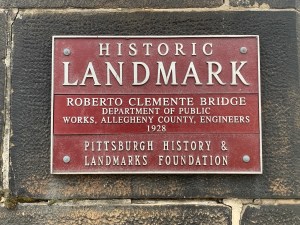 HISTORIC
LANDMARK
ROBERTO CLEMENTE BRIDGE
DEPARTMENT OF PUBLIC
WORKS, ALLEGHENY COUNTY, ENGINEERS
1928
PITTSBURGH HISTORY &
LANDMARKS FOUNDATION